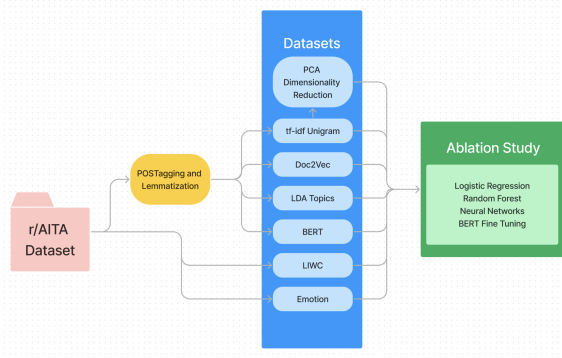 Datasets
PCA
Dimensionality
Reduction
tf-idf Unigram
Doc2Vec
LDA Topics
BERT
LIWC
Emotion
POSTagging and
Lemmatization
r/AITA
Dataset
Ablation Study
Logistic Regression
Random Forest
Neural Networks
BERT Fine Tuning